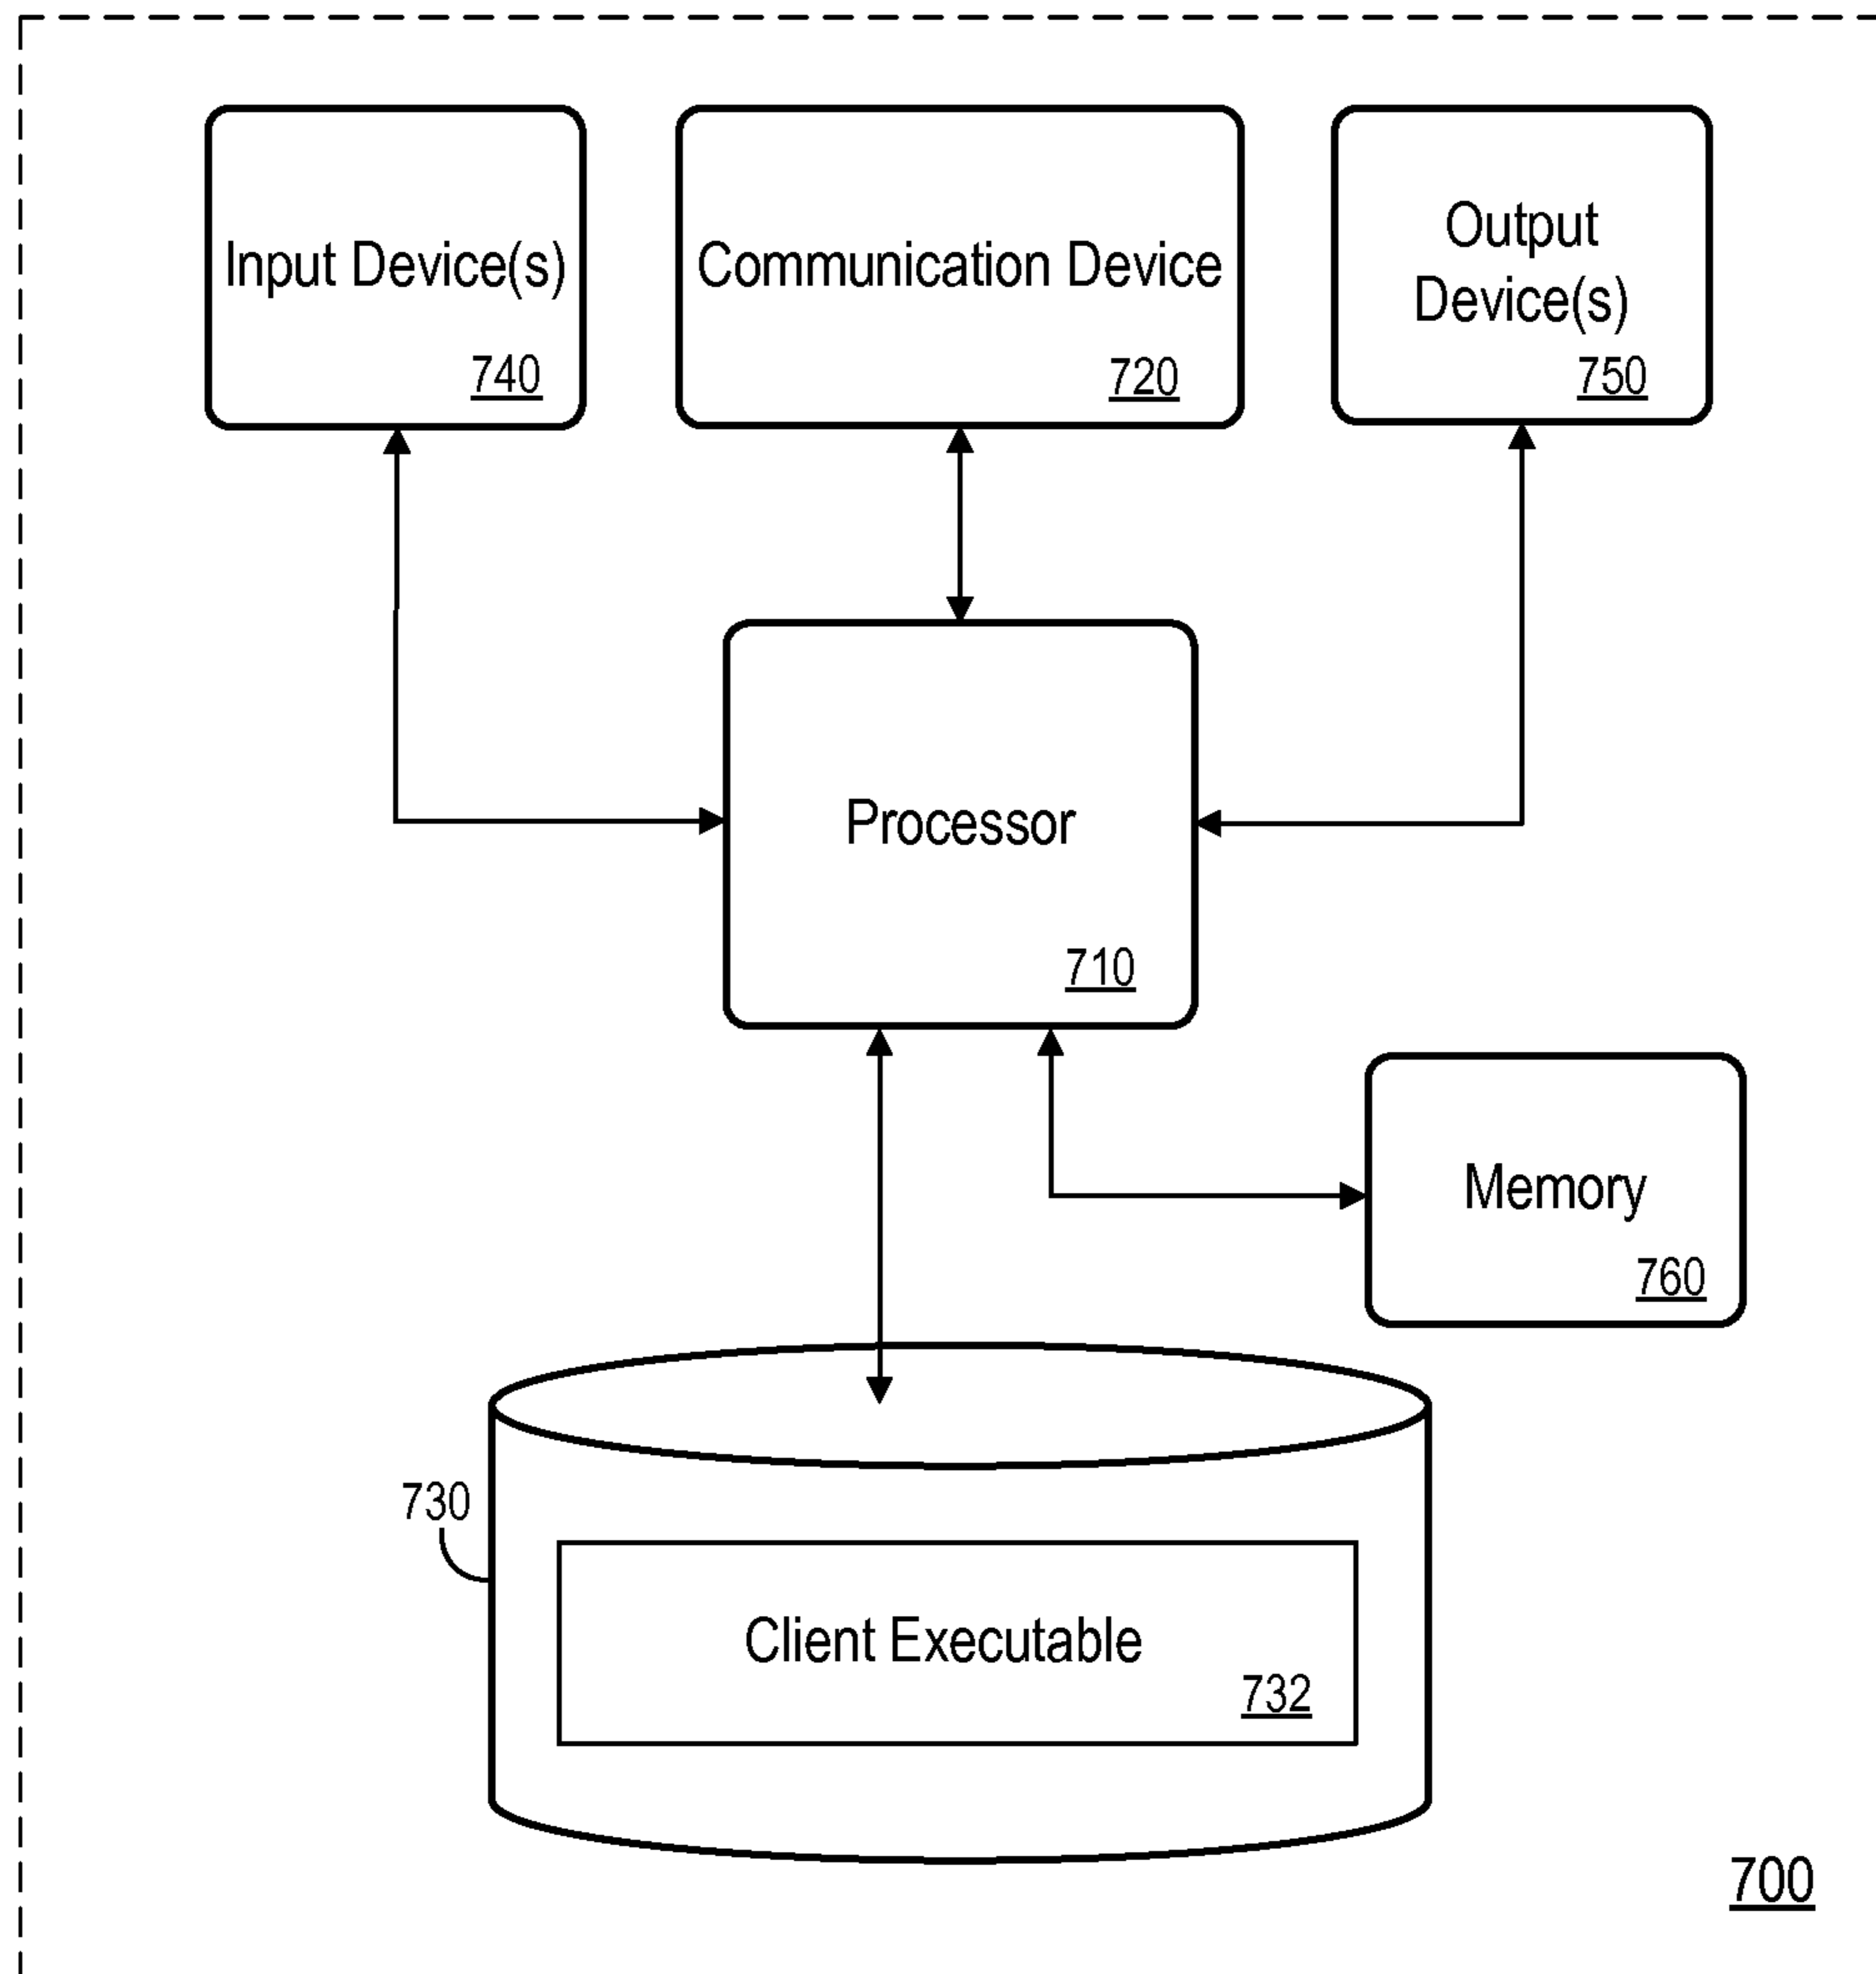 Input Device(s)
740
Communication Device
720
Output
Device(s)
750
Processor
710
Memory
760
730
Client Executable
732
700